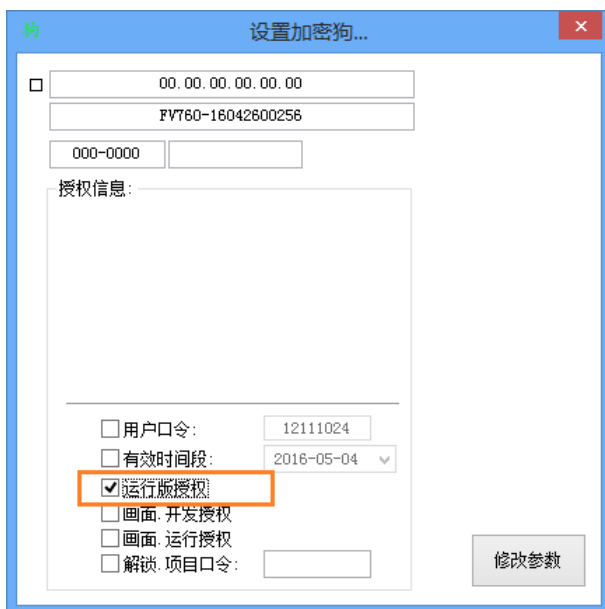 狗 设置加密狗...
00.00.00.00.00.00
FV760-16042600256
000-0000
授权信息:
用户口令: 12111024
有效时间段: 2016-05-04
运行版授权
画面.开发授权
画面.运行授权
解锁.项目口令:
修改参数